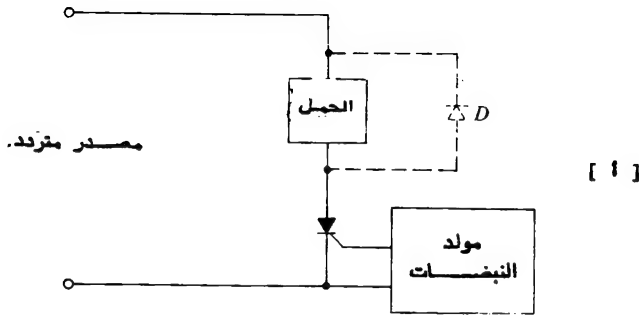 الحمل
D
مصدر متردد.
[ أ ]
مولد
النبضات